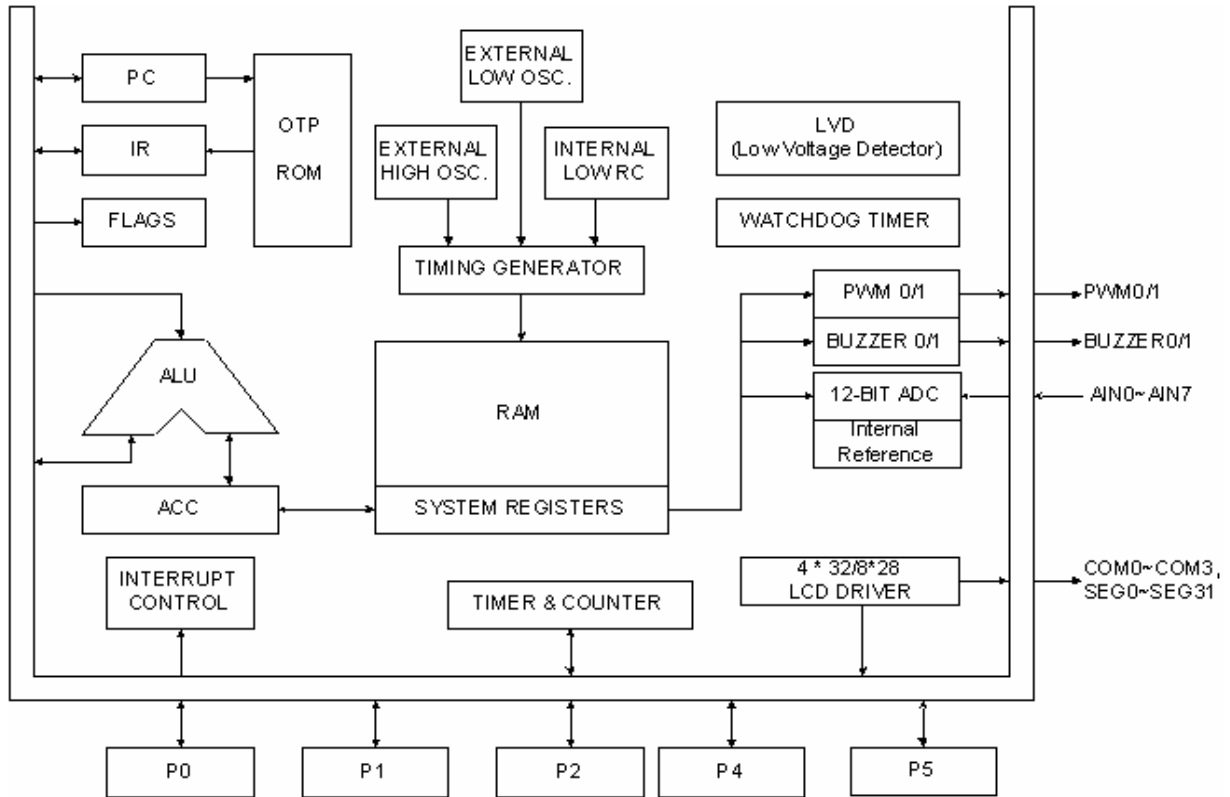 PC
IR
FLAGS
OTP
ROM
EXTERNAL
LOW OSC.
EXTERNAL
HIGH OSC.
INTERNAL
LOW RC
TIMING GENERATOR
LVD
(Low Voltage Detector)
WATCHDOG TIMER
PWM 0/1
BUZZER 0/1
12-BIT ADC
Internal
Reference
PWM0/1
BUZZER0/1
AIN0~AIN7
ALU
ACC
RAM
SYSTEM REGISTERS
INTERRUPT
CONTROL
TIMER & COUNTER
4 * 32/8*28
LCD DRIVER
COM0~COM3,
SEG0~SEG31
P0
P1
P2
P4
P5